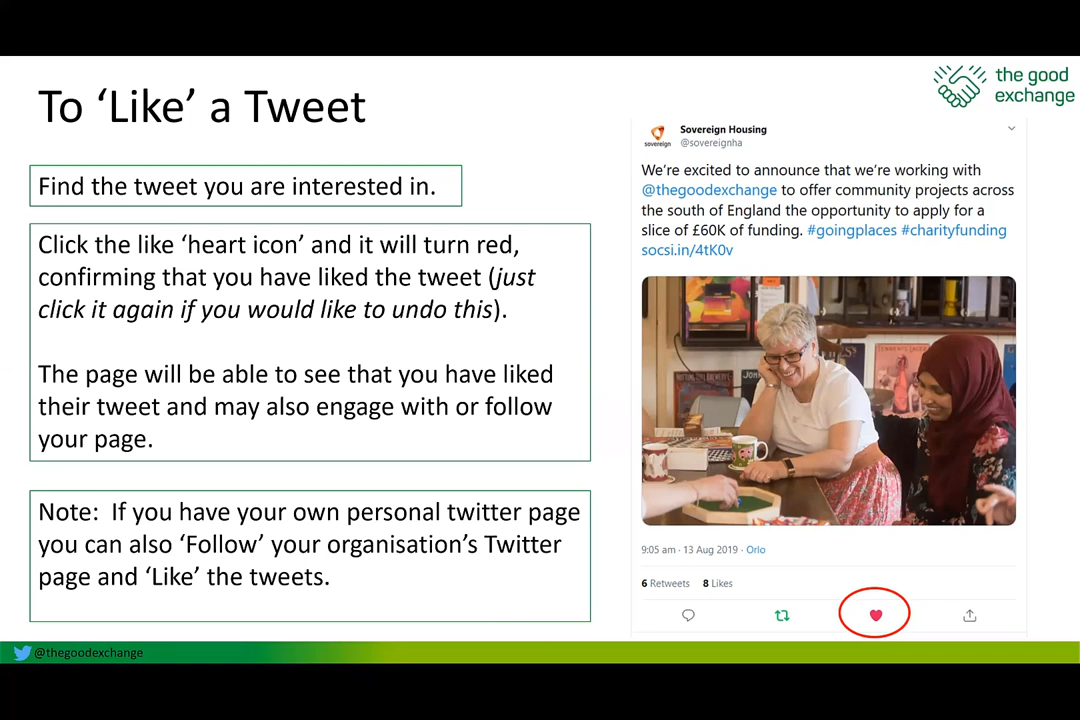 To ‘Like’ a Tweet
the good
exchange
Find the tweet you are interested in.
Click the like ‘heart icon’ and it will turn red,
confirming that you have liked the tweet (just
click it again if you would like to undo this).
The page will be able to see that you have liked
their tweet and may also engage with or follow
your page.
Note:  If you have your own personal twitter page
you can also ‘Follow’ your organisation’s Twitter
page and ‘Like’ the tweets.
sovereign
Sovereign Housing
@sovereignha
We’re excited to announce that we’re working with
@thegoodexchange to offer community projects across
the south of England the opportunity to apply for a
slice of £60K of funding. #goingplaces #charityfunding
socsi.in/4tK0v
9:05 am · 13 Aug 2019 · Orlo
6 Retweets 8 Likes
@thegoodexchange